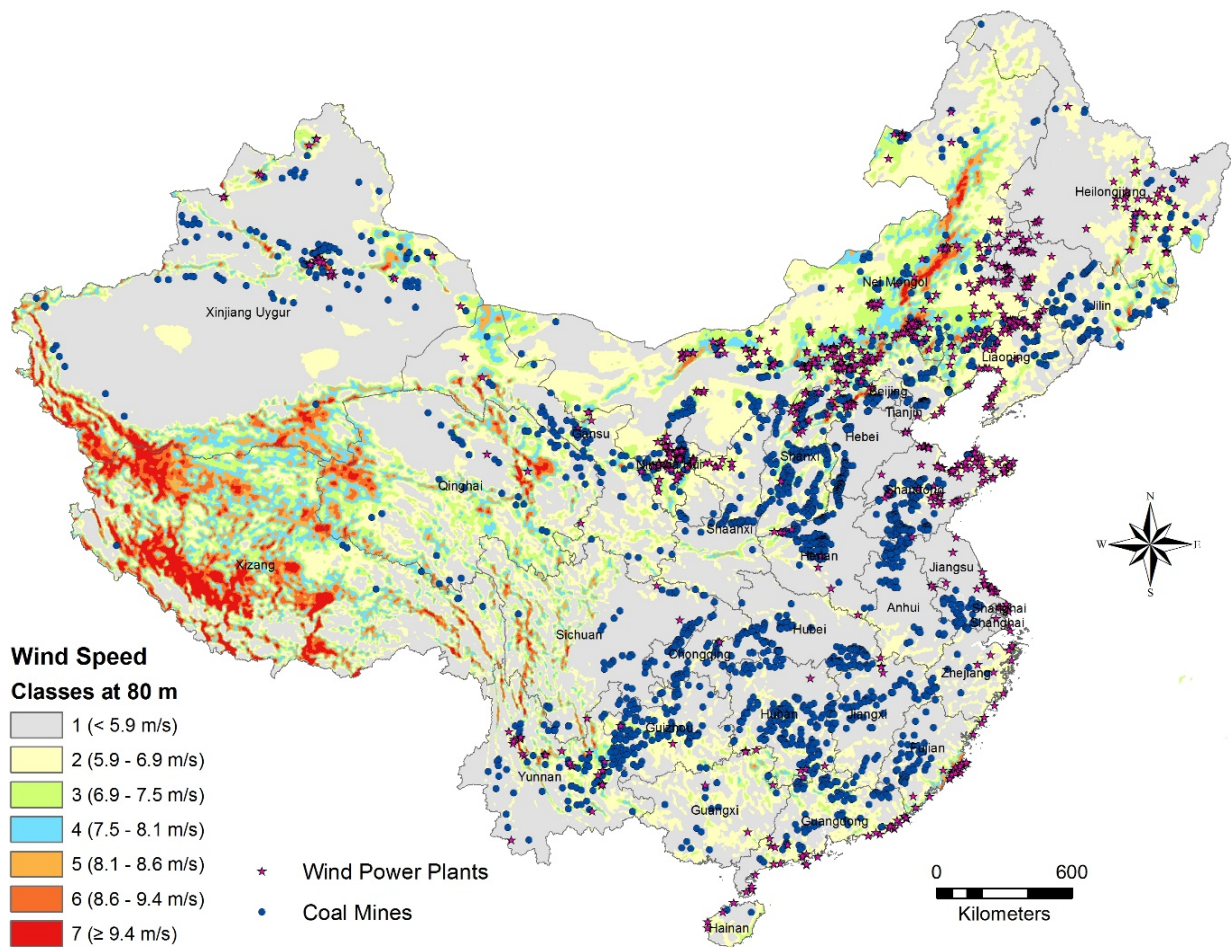 Heilongjiang
Nei Mongol
Jilin
Xinjiang Uygur
Liaoning
Beijing
Tianjin
Gansu
Hebei
Ningxia Hui
Shanxi
Qinghai
Shandong
Shaanxi
Henan
N
W E
S
Xizang
Jiangsu
Anhui
Shanghai
Shanghai
Sichuan
Hubei
Chongqing
Zhejiang
Hunan
Jiangxi
Guizhou
Fujian
Yunnan
Guangxi
Guangdong
Hainan
Wind Speed
Classes at 80 m
1 (< 5.9 m/s)
2 (5.9 - 6.9 m/s)
3 (6.9 - 7.5 m/s)
4 (7.5 - 8.1 m/s)
5 (8.1 - 8.6 m/s)
6 (8.6 - 9.4 m/s)
7 (≥ 9.4 m/s)
Wind Power Plants
Coal Mines
0 600
Kilometers